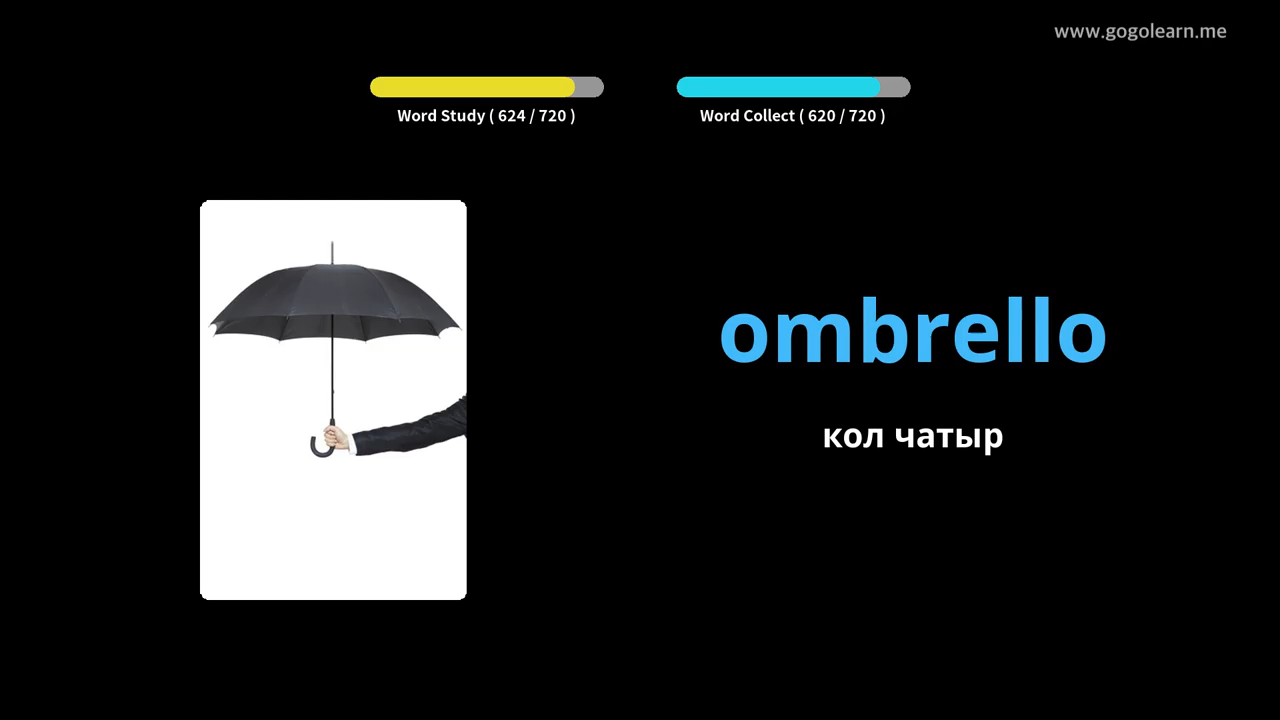 www.gogolearn.me
Word Study ( 624 / 720 )
Word Collect ( 620 / 720 )
ombrello
кол чатыр